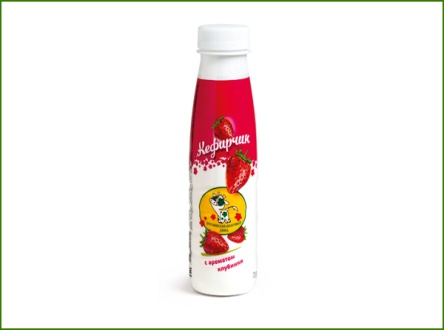 Кефирчик
с ароматом
клубники